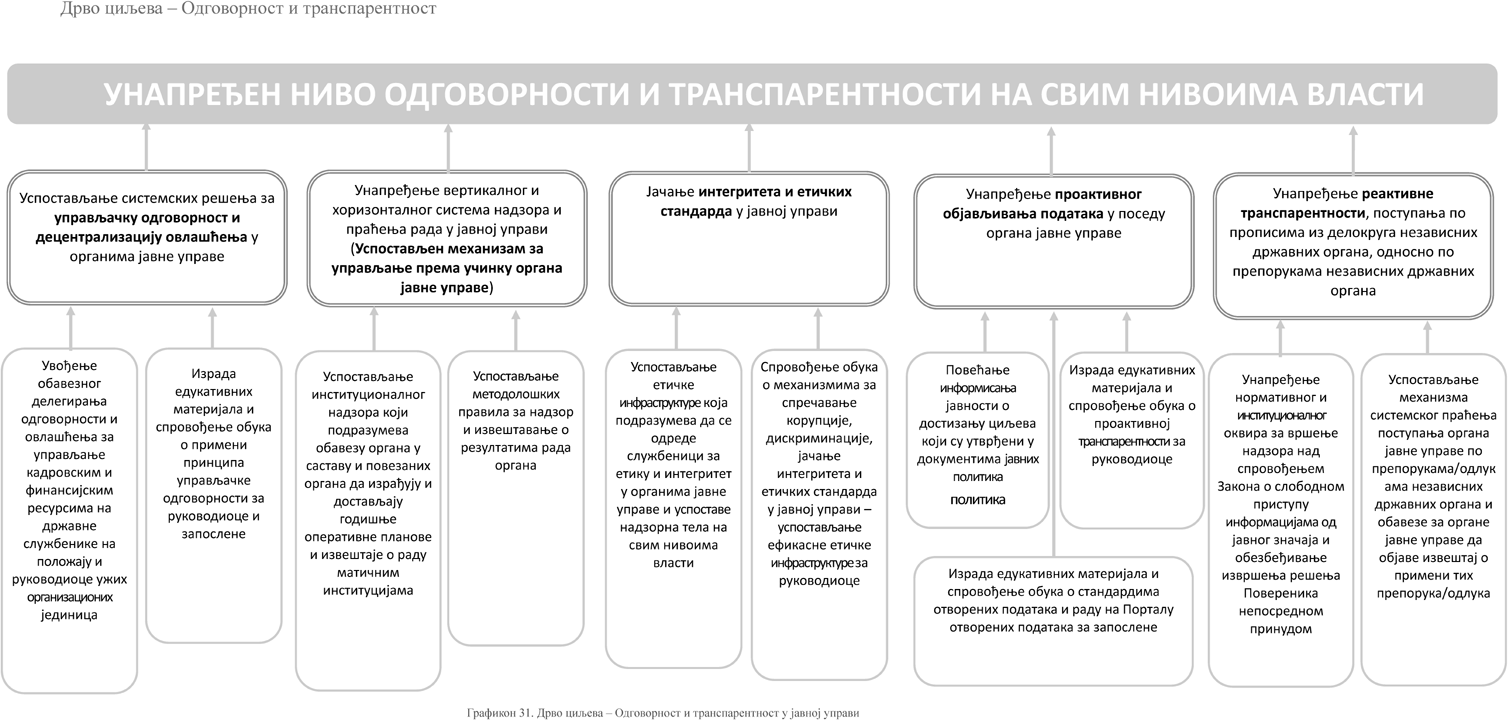 Дрво циљева – Одговорност и транспарентност
УНАПРЕЂЕН НИВО ОДГОВОРНОСТИ И ТРАНСПАРЕНТНОСТИ НА СВИМ НИВОИМА ВЛАСТИ
Успостављање системских решења за
управљачку одговорност и
децентрализацију овлашћења у
органима јавне управе
Унапређење вертикалног и
хоризонталног система надзора и
праћења рада у јавној управи
(Успостављен механизам за
управљање према учинку органа
јавне управе)
Јачање интегритета и етичких
стандарда у јавној управи
Унапређење проактивног
објављивања података у поседу
органа јавне управе
Унапређење реактивне
транспарентности, поступања по
прописима из делокруга независних
државних органа, односно по
препорукама независних државних
органа
Увођење
обавезног
делегирања
одговорности и
овлашћења за
управљање
кадровским и
финансијским
ресурсима на
државне
службенике на
положају и
руководиоце ужих
организационих
јединица
Израда
едукативних
материјала и
спровођење обука
о примени
принципа
управљачке
одговорности за
руководиоце и
запослене
Успостављање
институционалног
надзора који
подразумева
обавезу органа у
саставу и повезаних
органа да израђују и
достављају
годишње
оперативне планове
и извештаје о раду
матичним
институцијама
Успостављање
методолошких
правила за надзор
и извештавање о
резултатима рада
органа
Успостављање
етичке
инфраструктуре која
подразумева да се
одреде
службеници за
етику и интегритет
у органима јавне
управе и успоставе
надзорна тела на
свим нивоима
власти
Спровођење обука
о механизмима за
спречавање
корупције,
дискриминације,
јачање
интегритета и
етичких стандарда
у јавној управи –
успостављање
ефикасне етичке
инфраструктуре за
руководиоце
Повећање
информисања
јавности о
достизању циљева
који су утврђени у
документима јавних
политика
политика
Израда едукативних
материјала и
спровођење обука о
проактивној
транспарентности за
руководиоце
Израда едукативних материјала и
спровођење обука о стандардима
отворених података и раду на Порталу
отворених података за запослене
Унапређење
нормативног и
институционалног
оквира за вршење
надзора над
спровођењем
Закона о слободном
приступу
информацијама од
јавног значаја и
обезбеђивање
извршења решења
Повереника
непосредном
принудом
Успостављање
механизма
системског праћења
поступања органа
јавне управе по
препорукама/одлук
ама независних
државних органа и
обавезе за органе
јавне управе да
објаве извештај о
примени тих
препорука/одлука
Графикон 31. Дрво циљева – Одговорност и транспарентност у јавној управи